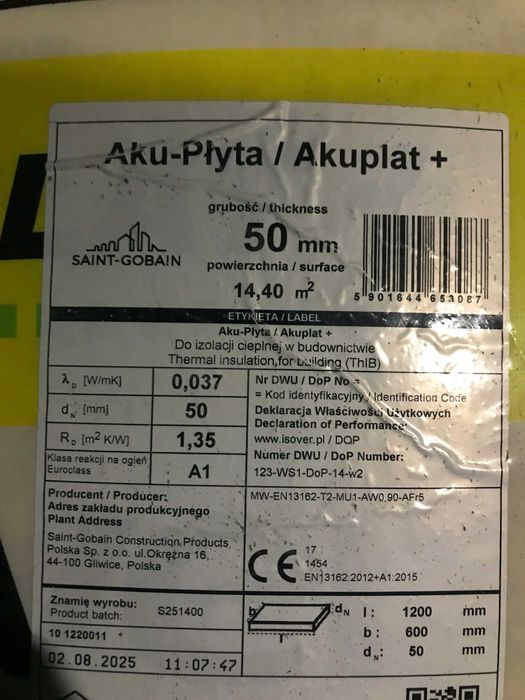 Aku-Płyta / Akuplat +
grubość / thickness
50 mm
SAINT-GOBAIN
powierzchnia / surface
14,40 m²
5 901644 653087
ETYKIETA / LABEL
Aku-Płyta / Akuplat +
Do izolacji cieplnej w budownictwie
Thermal insulation for building (ThIB)
λD [W/mK] 0,037
dN [mm] 50
RD [m² K/W] 1,35
Klasa reakcji na ogień
Euroclass A1
Nr DWU / DoP No =
= Kod identyfikacyjny / Identification Code
Deklaracja Właściwości Użytkowych
Declaration of Performance:
www.isover.pl / DOP
Numer DWU / DoP Number:
123-WS1-DoP-14-w2
Producent / Producer:
Adres zakładu produkcyjnego
Plant Address
Saint-Gobain Construction Products
Polska Sp. z o.o. ul.Okrężna 16,
44-100 Gliwice, Polska
MW-EN13162-T2-MU1-AW0,90-AFr5
CE
17
1454
EN13162:2012+A1:2015
Znamię wyrobu:
Product batch: S251400
10 1220011
02.08.2025 11:07:47
b dN l
l : 1200 mm
b : 600 mm
dN: 50 mm